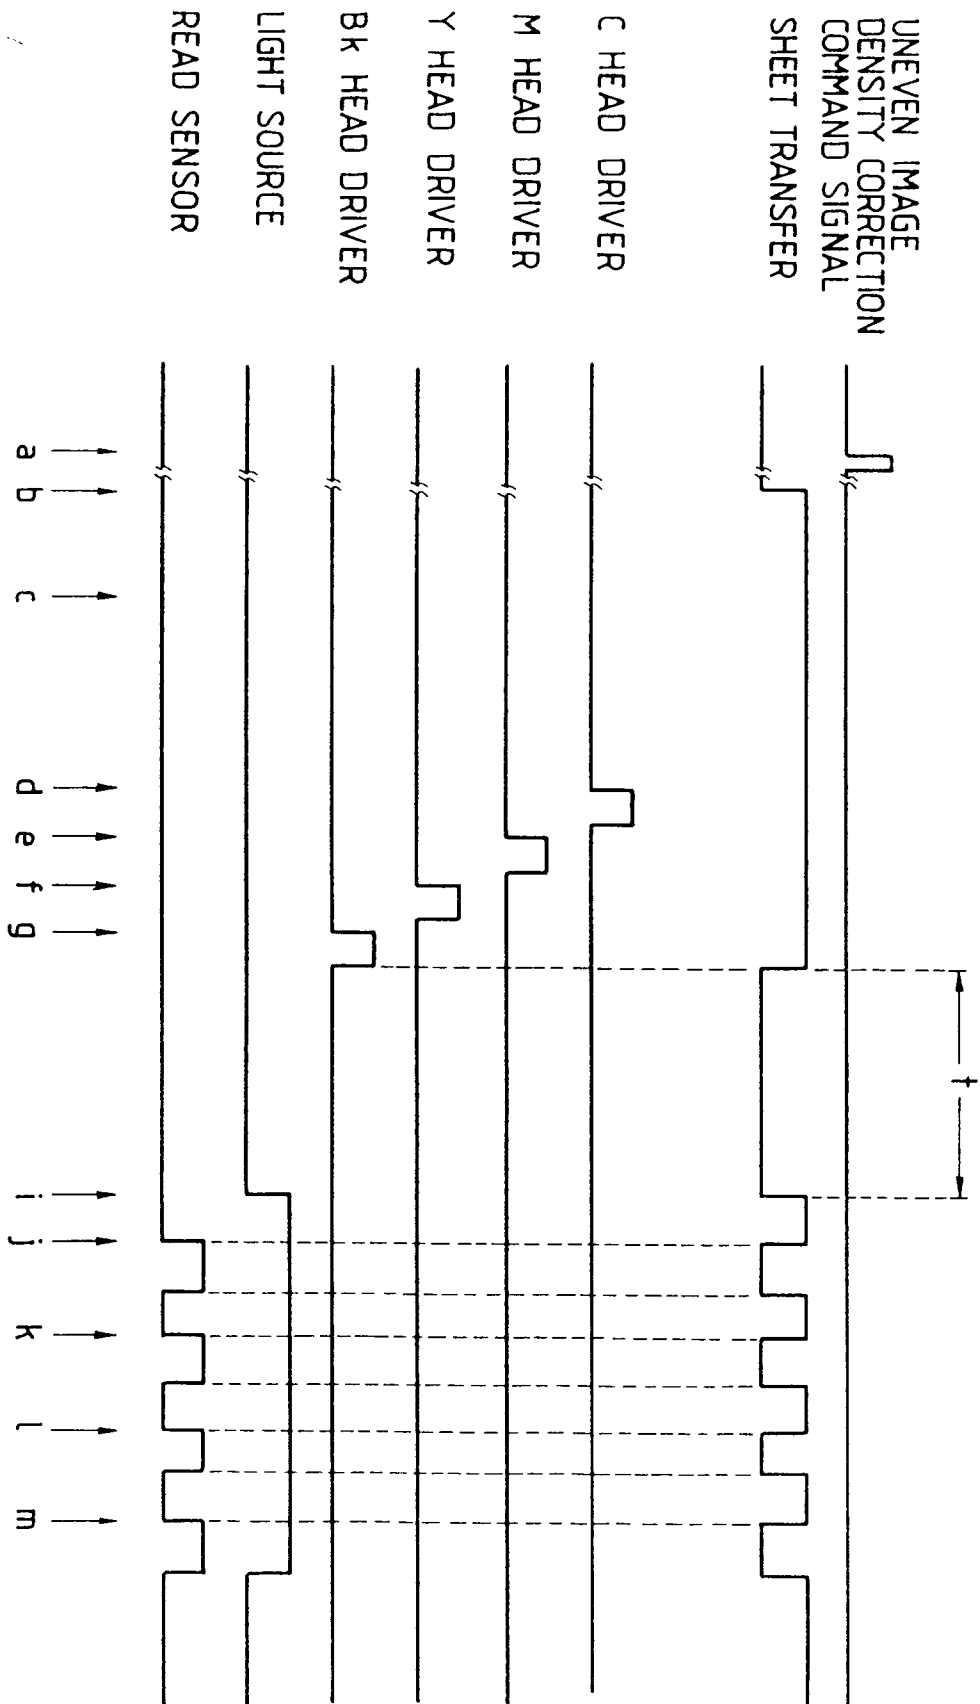 UNEVEN IMAGE
DENSITY CORRECTION
COMMAND SIGNAL
SHEET TRANSFER
C HEAD DRIVER
M HEAD DRIVER
Y HEAD DRIVER
Bk HEAD DRIVER
LIGHT SOURCE
READ SENSOR
t
a b c d e f g i j k l m